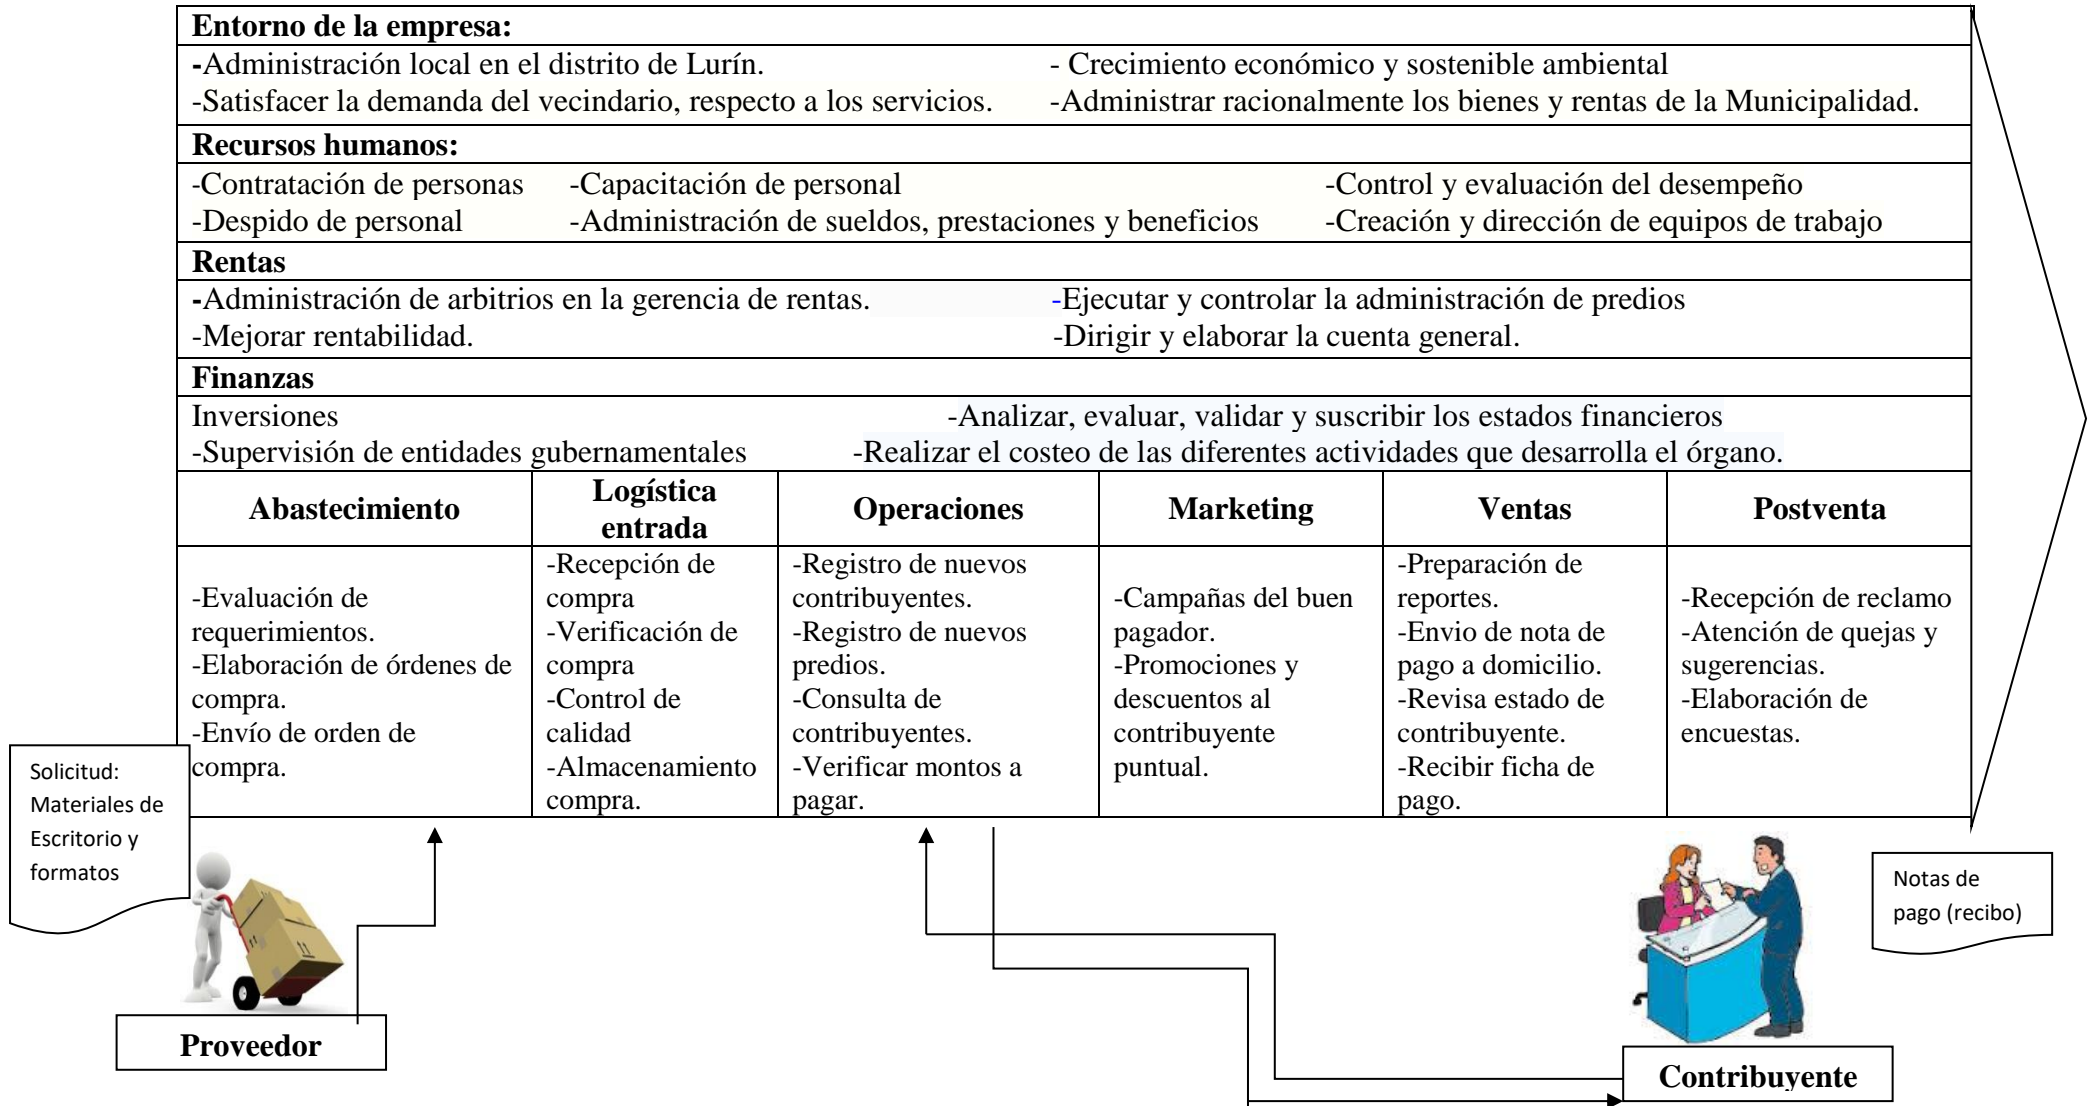 Entorno de la empresa:
-Administración local en el distrito de Lurín. - Crecimiento económico y sostenible ambiental
-Satisfacer la demanda del vecindario, respecto a los servicios. -Administrar racionalmente los bienes y rentas de la Municipalidad.
Recursos humanos:
-Contratación de personas -Capacitación de personal -Control y evaluación del desempeño
-Despido de personal -Administración de sueldos, prestaciones y beneficios -Creación y dirección de equipos de trabajo
Rentas
-Administración de arbitrios en la gerencia de rentas. -Ejecutar y controlar la administración de predios
-Mejorar rentabilidad. -Dirigir y elaborar la cuenta general.
Finanzas
Inversiones -Analizar, evaluar, validar y suscribir los estados financieros
-Supervisión de entidades gubernamentales -Realizar el costeo de las diferentes actividades que desarrolla el órgano.
Abastecimiento
-Evaluación de
requerimientos.
-Elaboración de órdenes de
compra.
-Envío de orden de
compra.
Logística
entrada
-Recepción de
compra
-Verificación de
compra
-Control de
calidad
-Almacenamiento
compra.
Operaciones
-Registro de nuevos
contribuyentes.
-Registro de nuevos
predios.
-Consulta de
contribuyentes.
-Verificar montos a
pagar.
Marketing
-Campañas del buen
pagador.
-Promociones y
descuentos al
contribuyente
puntual.
Ventas
-Preparación de
reportes.
-Envio de nota de
pago a domicilio.
-Revisa estado de
contribuyente.
-Recibir ficha de
pago.
Postventa
-Recepción de reclamo
-Atención de quejas y
sugerencias.
-Elaboración de
encuestas.
Solicitud:
Materiales de
Escritorio y
formatos
Proveedor
Notas de
pago (recibo)
Contribuyente